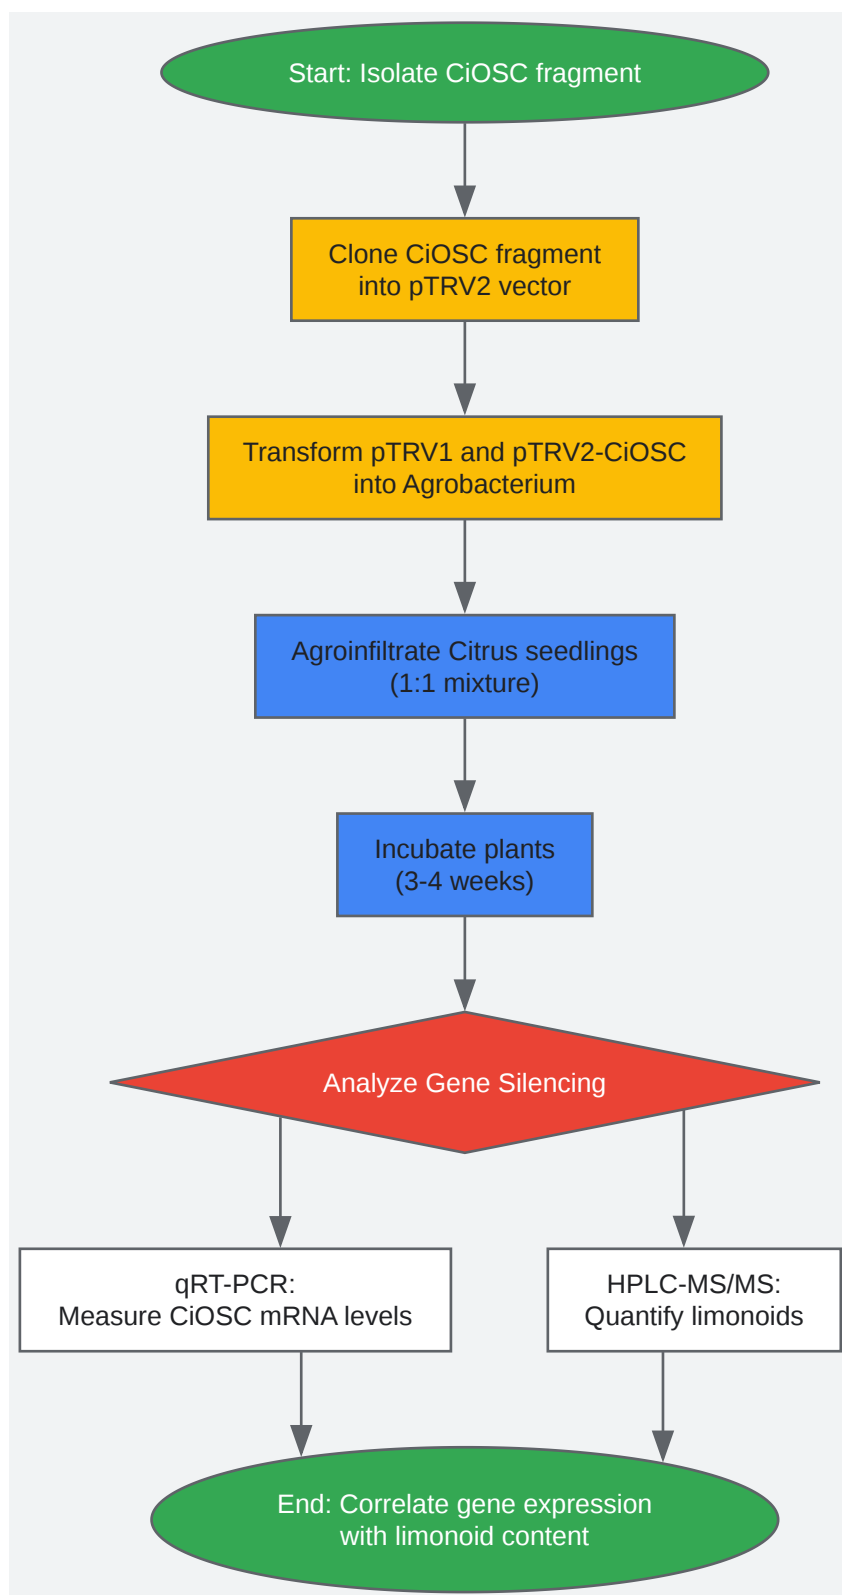 Start: Isolate CiOSC fragment
Clone CiOSC fragment
into pTRV2 vector
Transform pTRV1 and pTRV2-CiOSC
into Agrobacterium
Agroinfiltrate Citrus seedlings
(1:1 mixture)
Incubate plants
(3-4 weeks)
Analyze Gene Silencing
qRT-PCR:
Measure CiOSC mRNA levels
HPLC-MS/MS:
Quantify limonoids
End: Correlate gene expression
with limonoid content